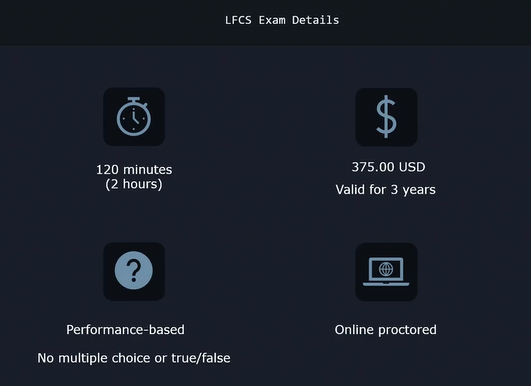 LFCS Exam Details
120 minutes
(2 hours)
375.00 USD
Valid for 3 years
Performance-based
No multiple choice or true/false
Online proctored